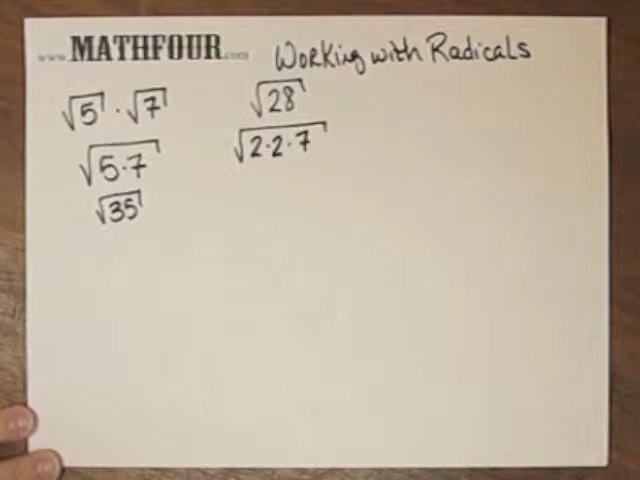 www.MATHFOUR.com
Working with Radicals
√5 · √7
√5·7
√35
√28
√2·2·7